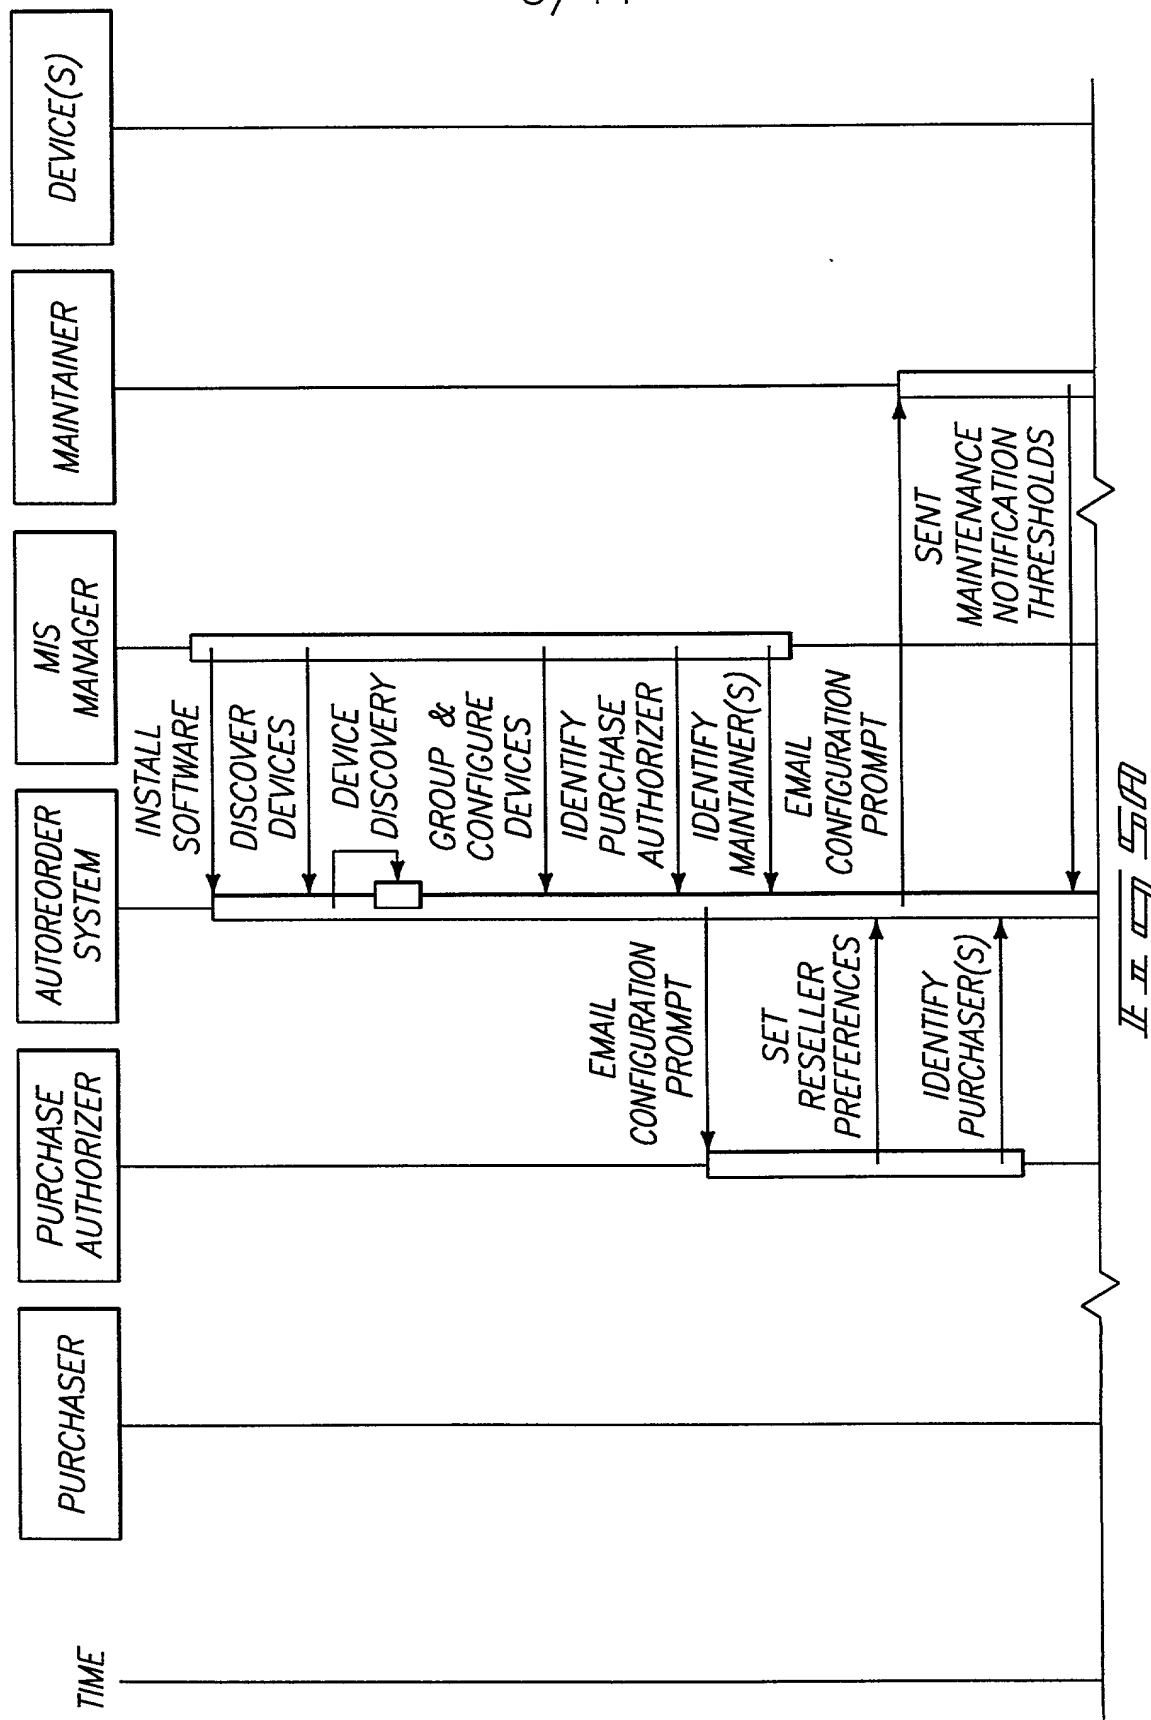 TIME
PURCHASER
PURCHASE
AUTHORIZER
AUTOREORDER
SYSTEM
MIS
MANAGER
MAINTAINER
DEVICE(S)
INSTALL
SOFTWARE
DISCOVER
DEVICES
DEVICE
DISCOVERY
GROUP &
CONFIGURE
DEVICES
IDENTIFY
PURCHASE
AUTHORIZER
IDENTIFY
MAINTAINER(S)
EMAIL
CONFIGURATION
PROMPT
EMAIL
CONFIGURATION
PROMPT
SET
RESELLER
PREFERENCES
IDENTIFY
PURCHASER(S)
SENT
MAINTENANCE
NOTIFICATION
THRESHOLDS
FIG 5A